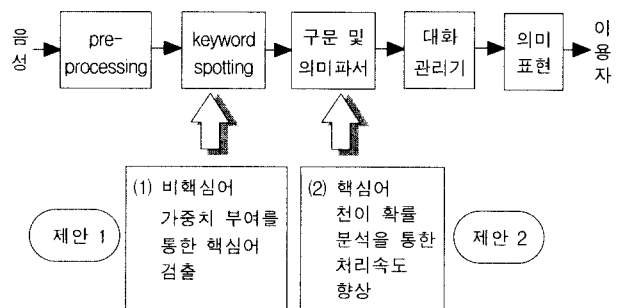 음성
pre-
processing
keyword
spotting
구문 및
의미파서
대화
관리기
의미
표현
이용자
제안 1
(1) 비핵심어
가중치 부여를
통한 핵심어
검출
(2) 핵심어
천이 확률
분석을 통한
처리속도
향상
제안 2